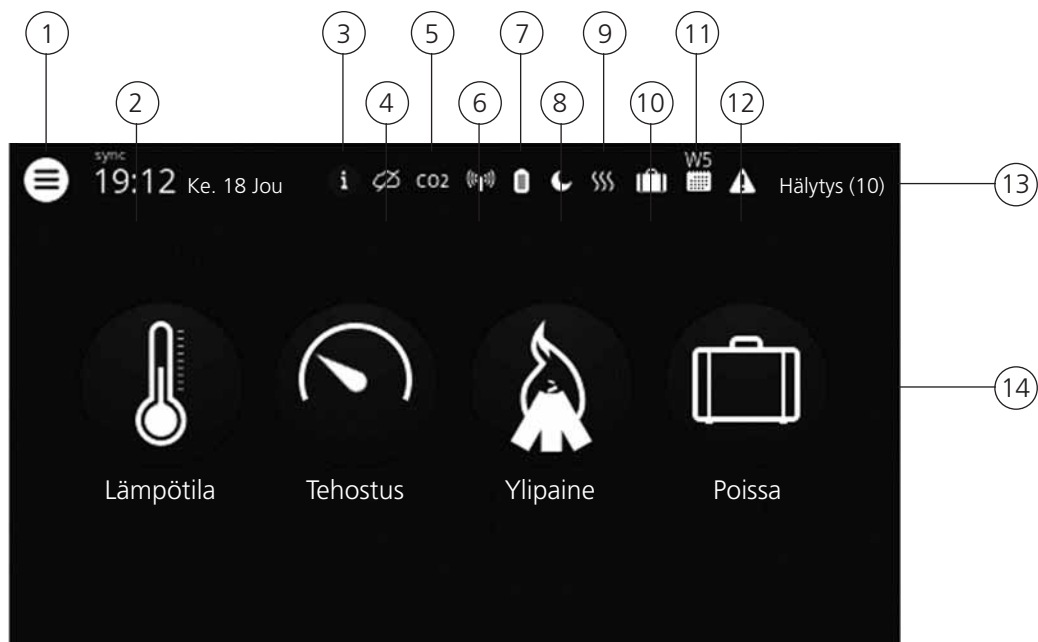 1 3 5 7 9 11
2 4 6 8 10 12
sync W5
19:12 Ke. 18 Jou i CO2 Hälytys (10) 13
14
Lämpötila Tehostus Ylipaine Poissa